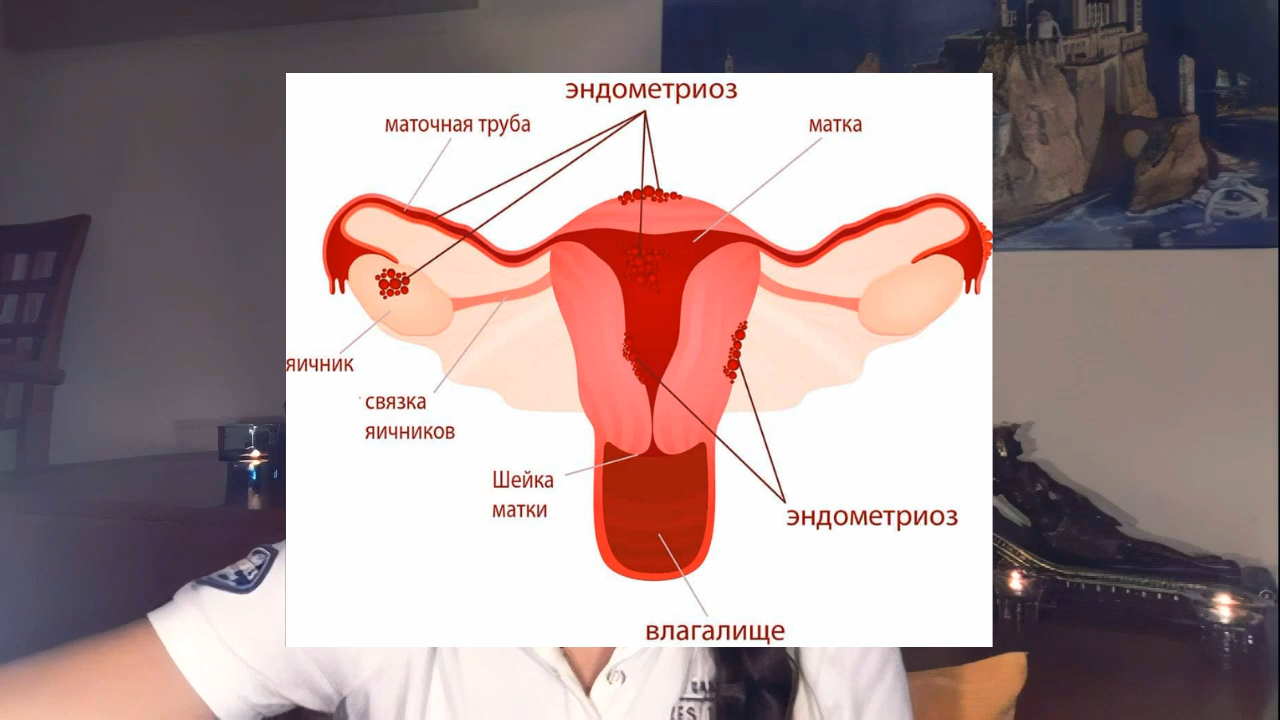 эндометриоз
маточная труба
матка
яичник
связка
яичников
Шейка
матки
эндометриоз
влагалище